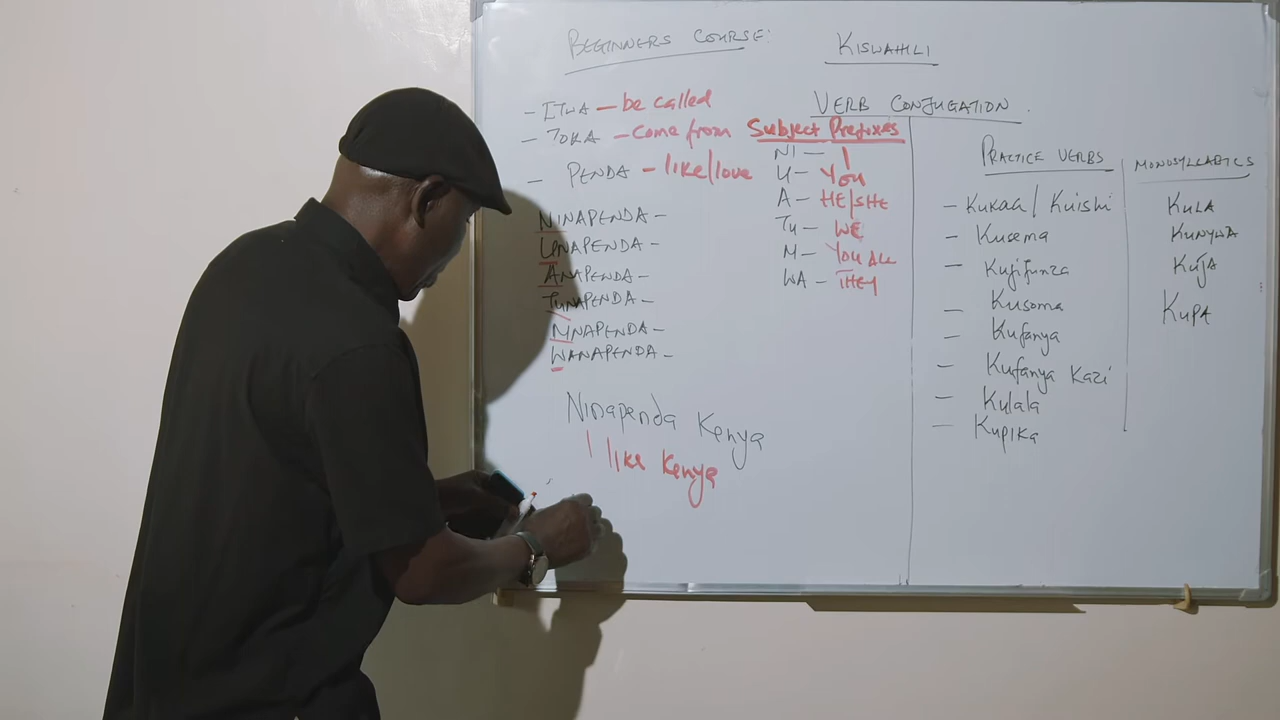 BEGINNERS COURSE:
KISWAHILI
VERB CONJUGATION.
- ITWA - be called
- TOKA - Come from
- PENDA - like/love
NINAPENDA -
UNAPENDA -
ANAPENDA -
TUNAPENDA -
MNAPENDA -
WANAPENDA -
Ninapenda Kenya
I like Kenya
Subject Prefixes
NI - I
U - YOU
A - HE/SHE
TU - WE
M - YOU ALL
WA - THEY
PRACTICE VERBS
- Kukaa / Kuishi
- Kusema
- Kujifunza
- Kusoma
- Kufanya
- Kufanya Kazi
- Kulala
- Kupika
MONOSYLLABICS
KULA
KUNYWA
KUJA
KUPA